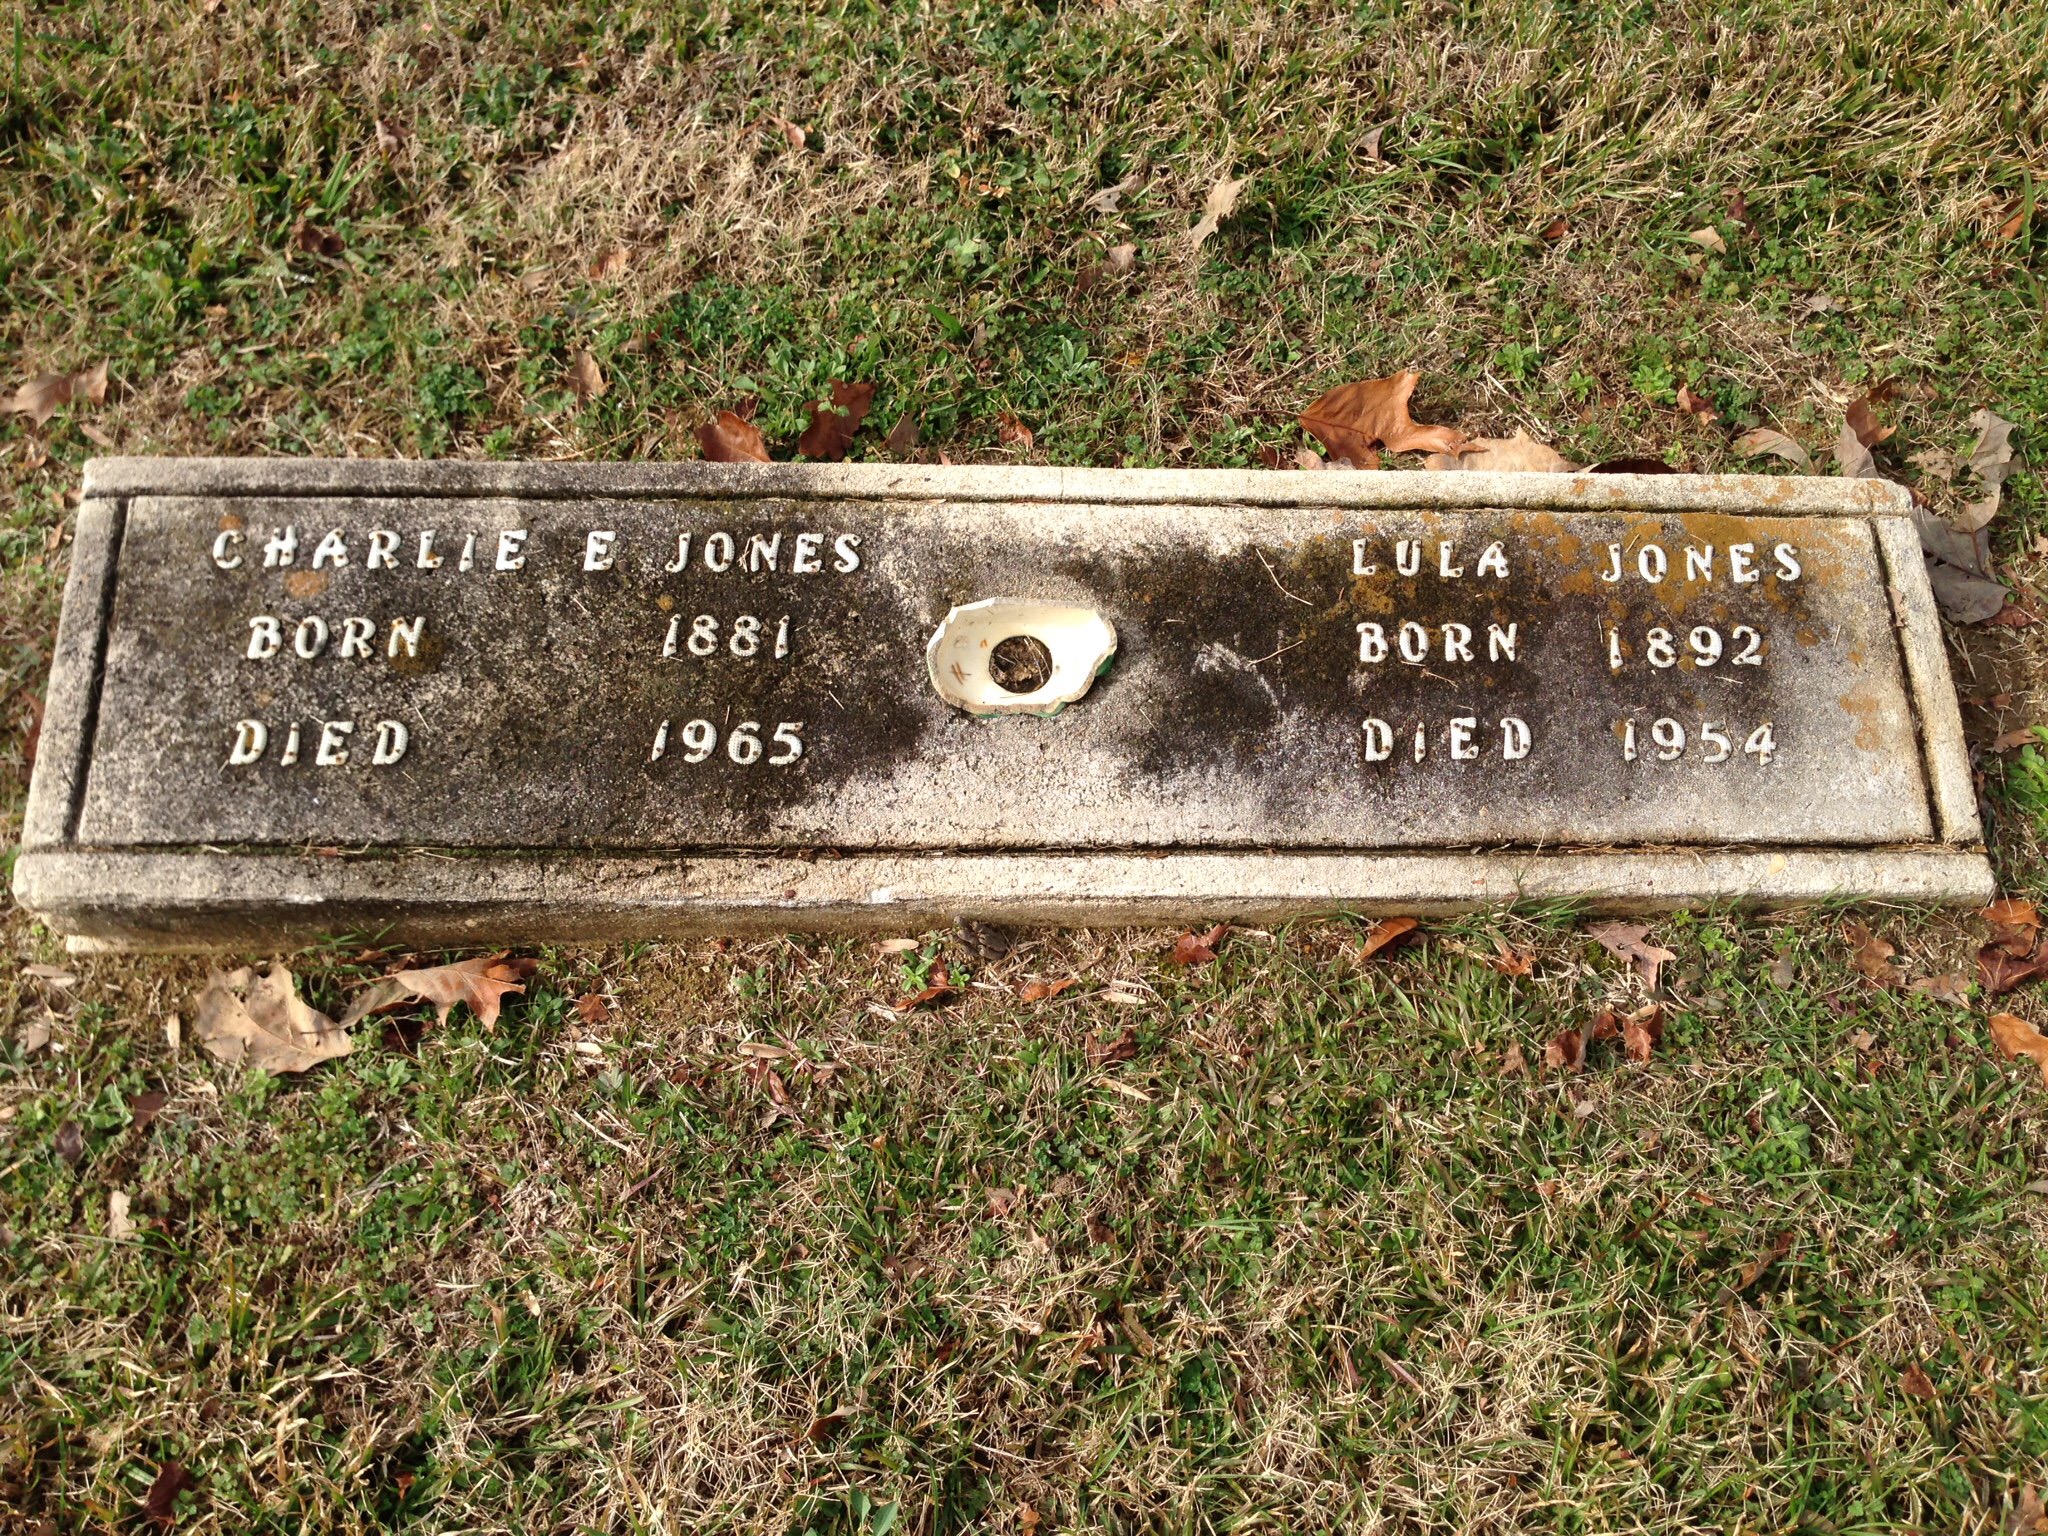 CHARLIE E JONES
BORN 1881
DIED 1965
LULA JONES
BORN 1892
DIED 1954